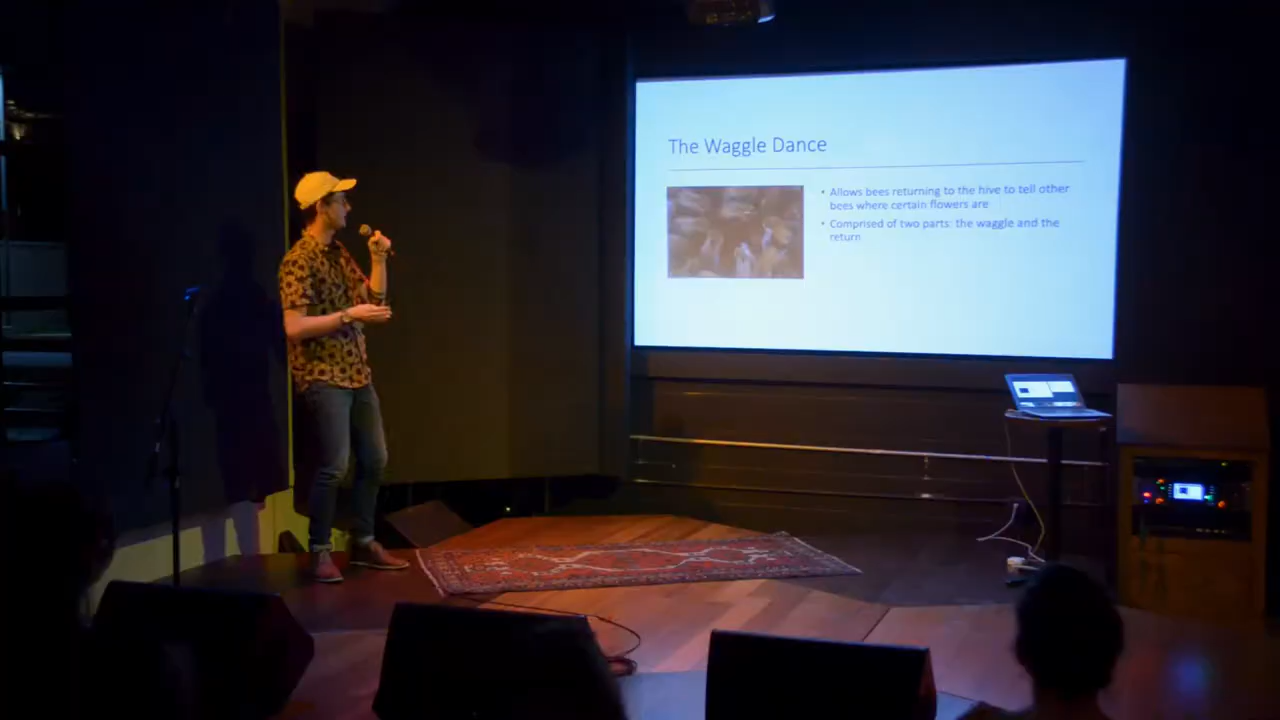 The Waggle Dance
• Allows bees returning to the hive to tell other
bees where certain flowers are
• Comprised of two parts: the waggle and the
return